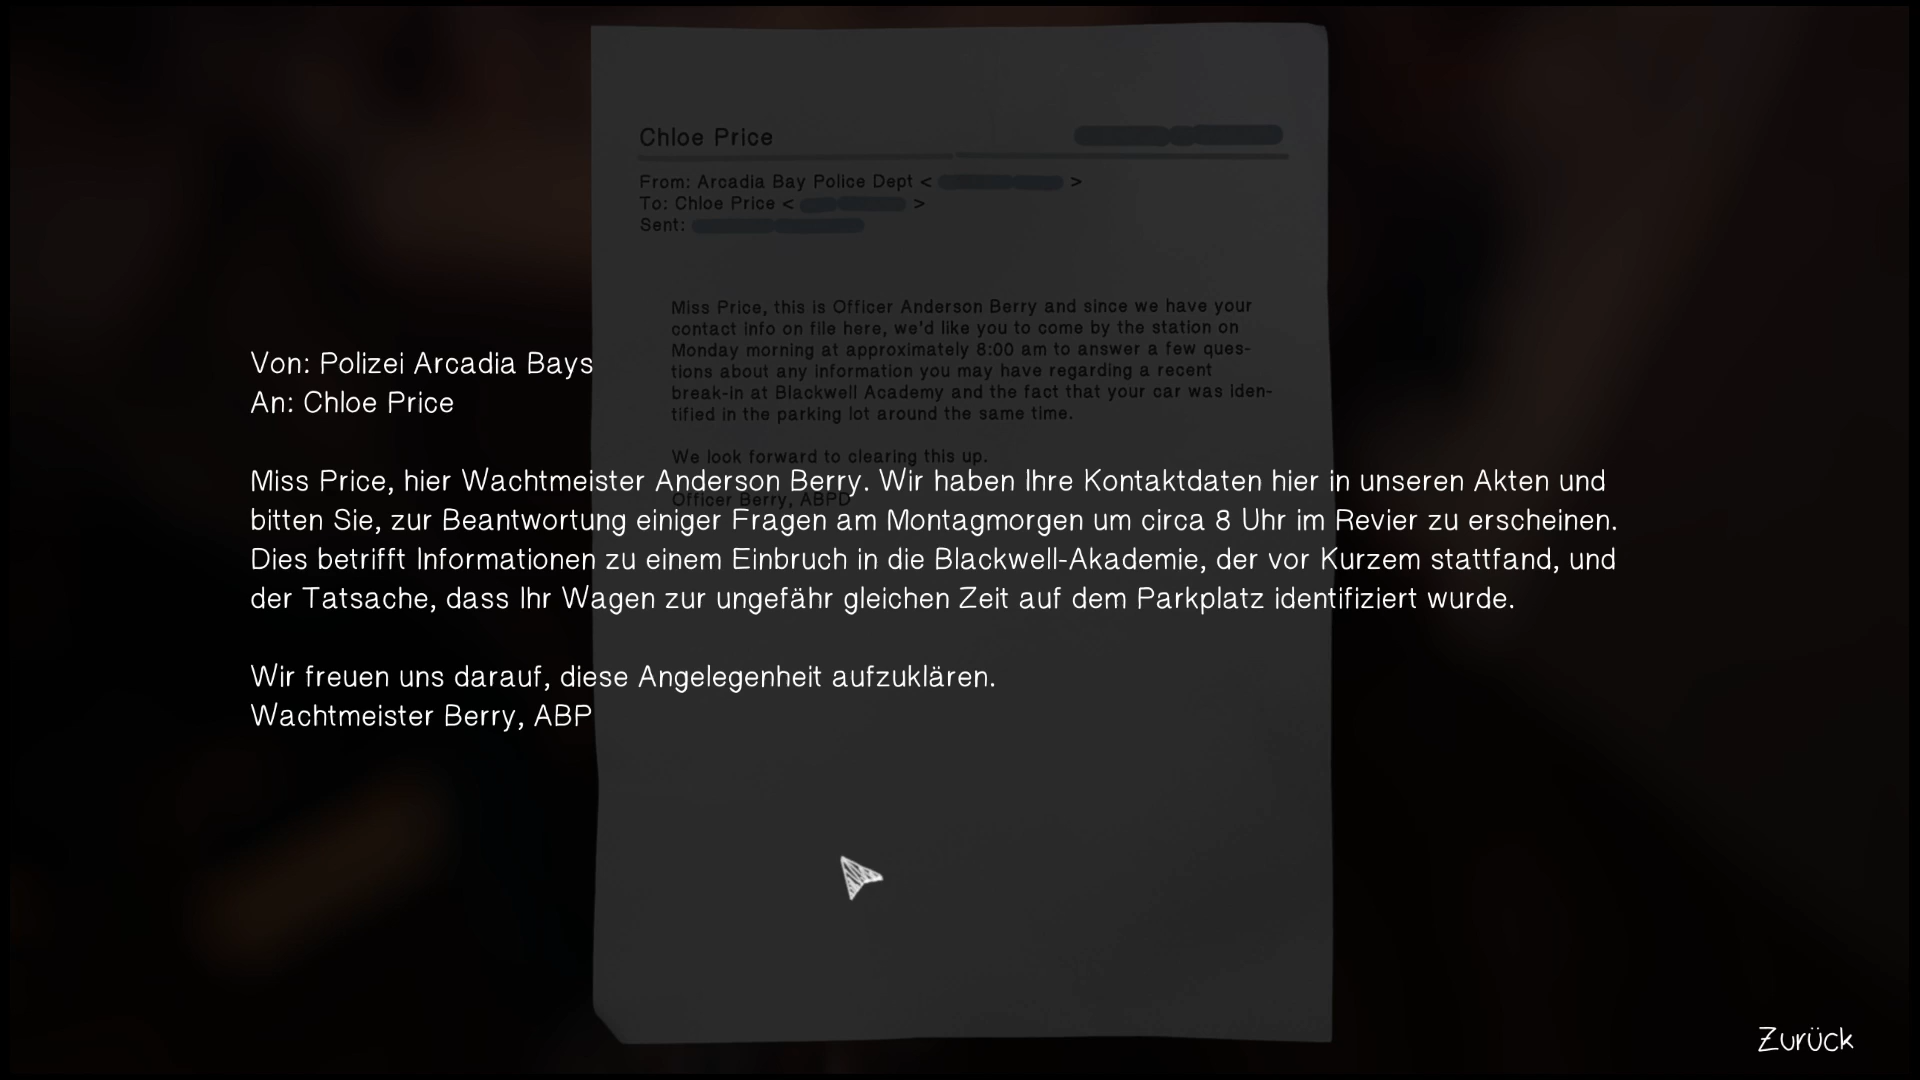 Chloe Price
From: Arcadia Bay Police Dept < >
To: Chloe Price < >
Sent:
Miss Price, this is Officer Anderson Berry and since we have your
contact info on file here, we'd like you to come by the station on
Monday morning at approximately 8:00 am to answer a few ques-
tions about any information you may have regarding a recent
break-in at Blackwell Academy and the fact that your car was iden-
tified in the parking lot around the same time.
We look forward to clearing this up.
Officer Berry, ABPD
Von: Polizei Arcadia Bays
An: Chloe Price
Miss Price, hier Wachtmeister Anderson Berry. Wir haben Ihre Kontaktdaten hier in unseren Akten und
bitten Sie, zur Beantwortung einiger Fragen am Montagmorgen um circa 8 Uhr im Revier zu erscheinen.
Dies betrifft Informationen zu einem Einbruch in die Blackwell-Akademie, der vor Kurzem stattfand, und
der Tatsache, dass Ihr Wagen zur ungefähr gleichen Zeit auf dem Parkplatz identifiziert wurde.
Wir freuen uns darauf, diese Angelegenheit aufzuklären.
Wachtmeister Berry, ABP
Zurück